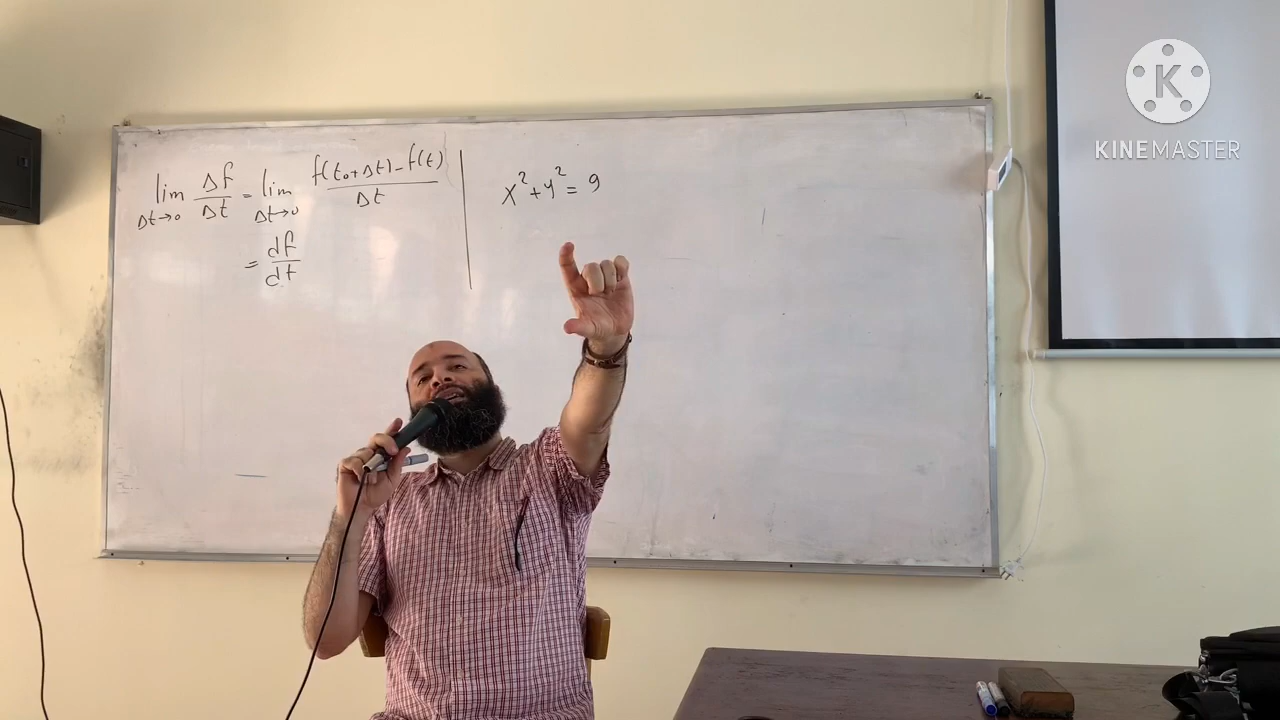 lim Δt→0 Δf/Δt = lim Δt→0 (f(t₀+Δt)-f(t))/Δt
= df/dt
x² + y² = 9
K
KINEMASTER